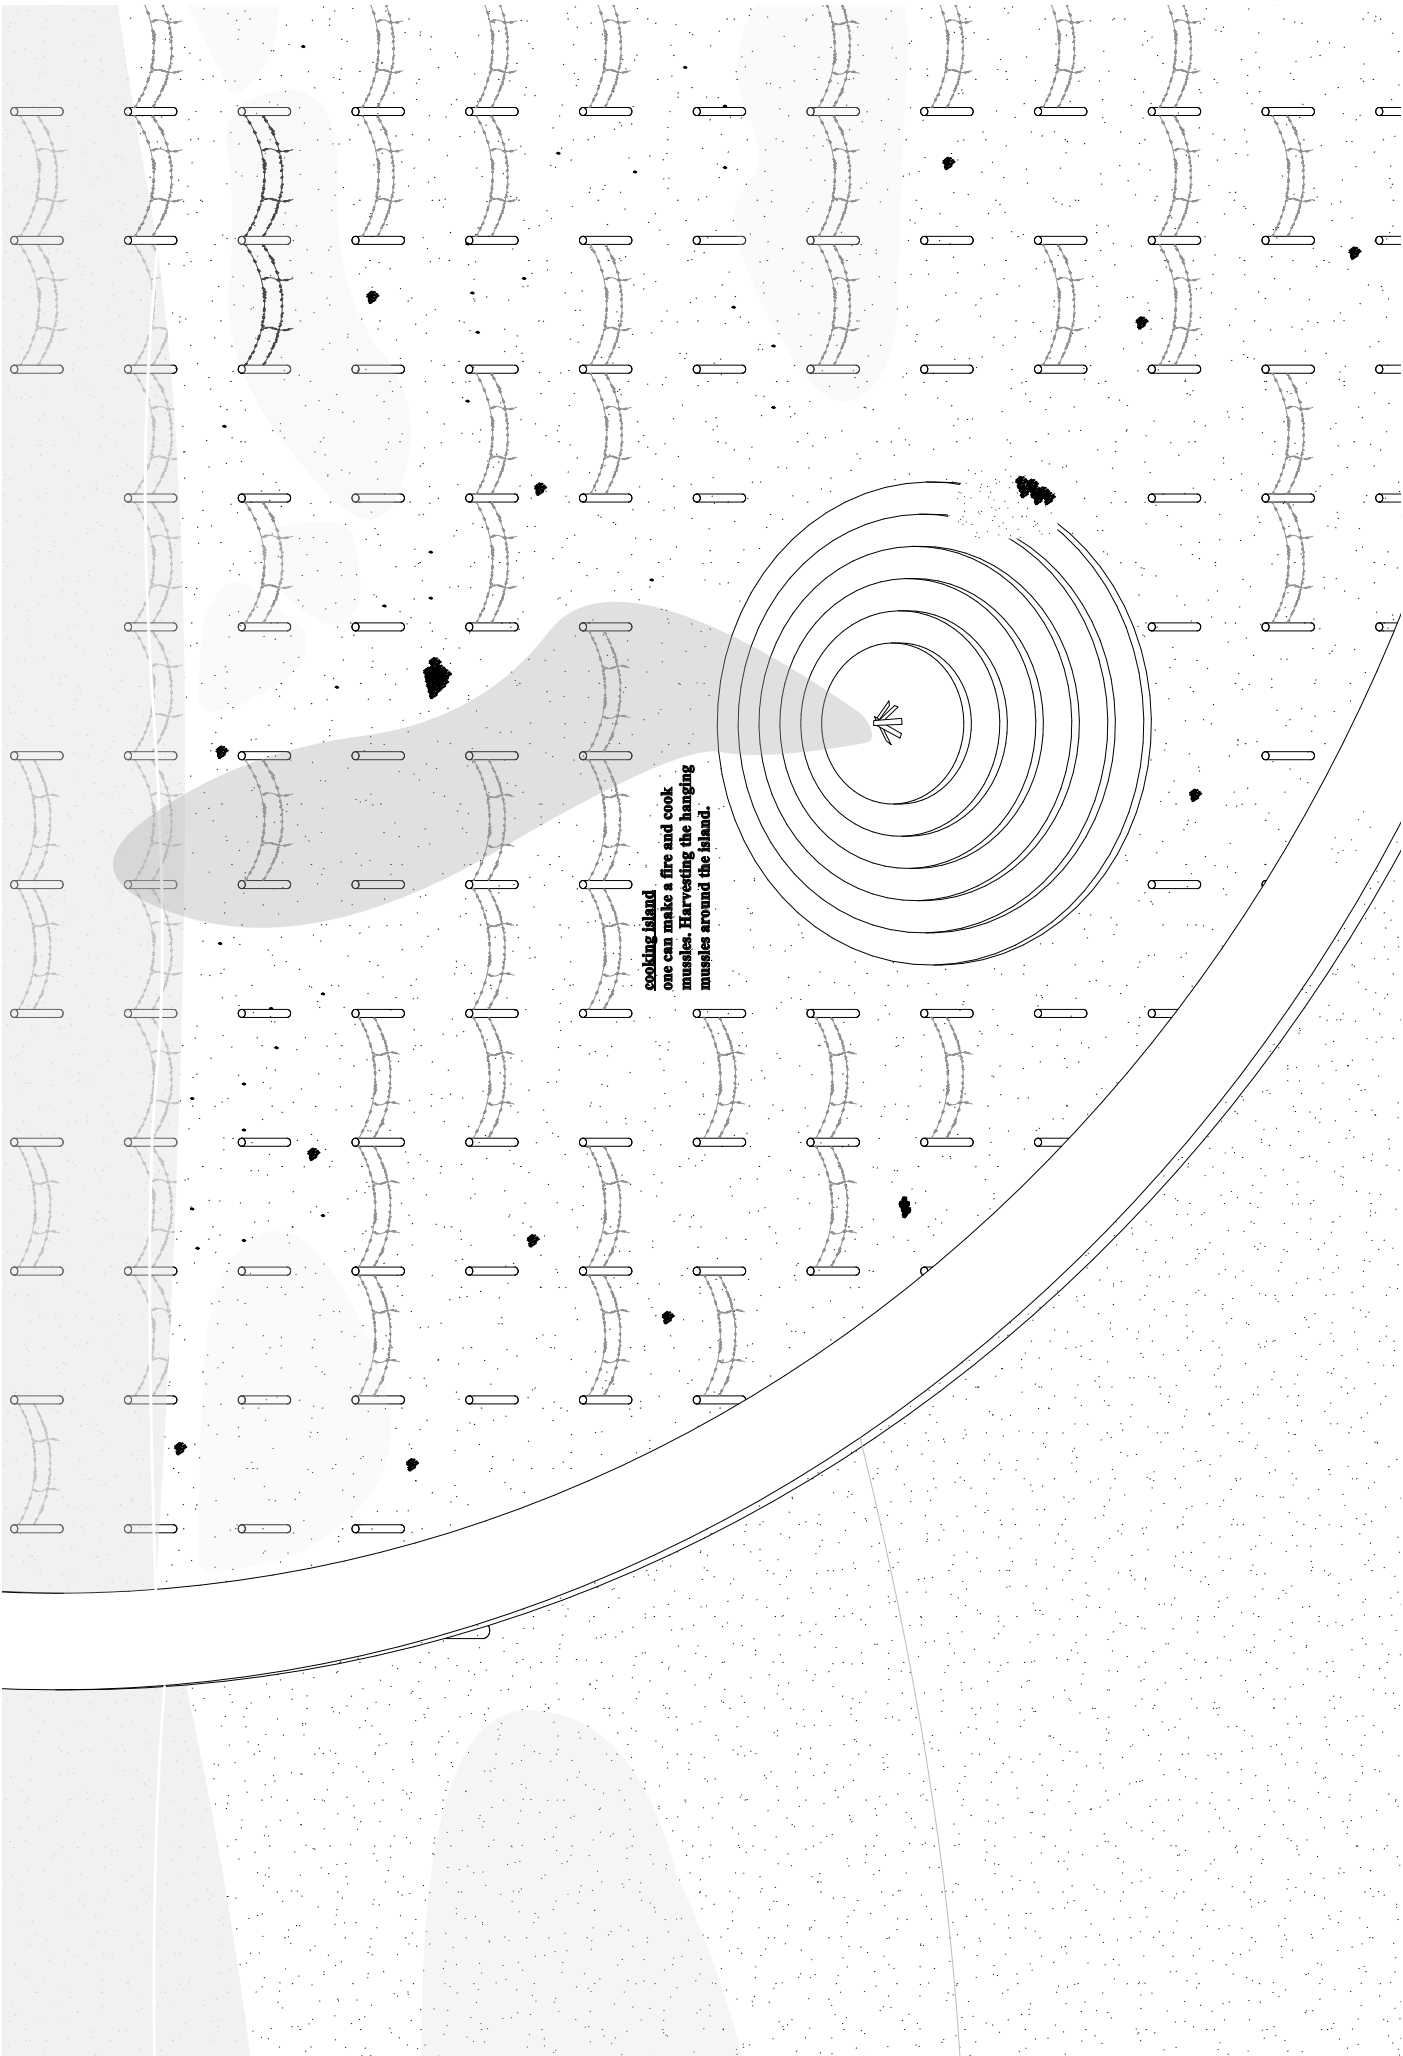 cooking island
one can make a fire and cook
mussles. Harvesting the hanging
mussles around the island.